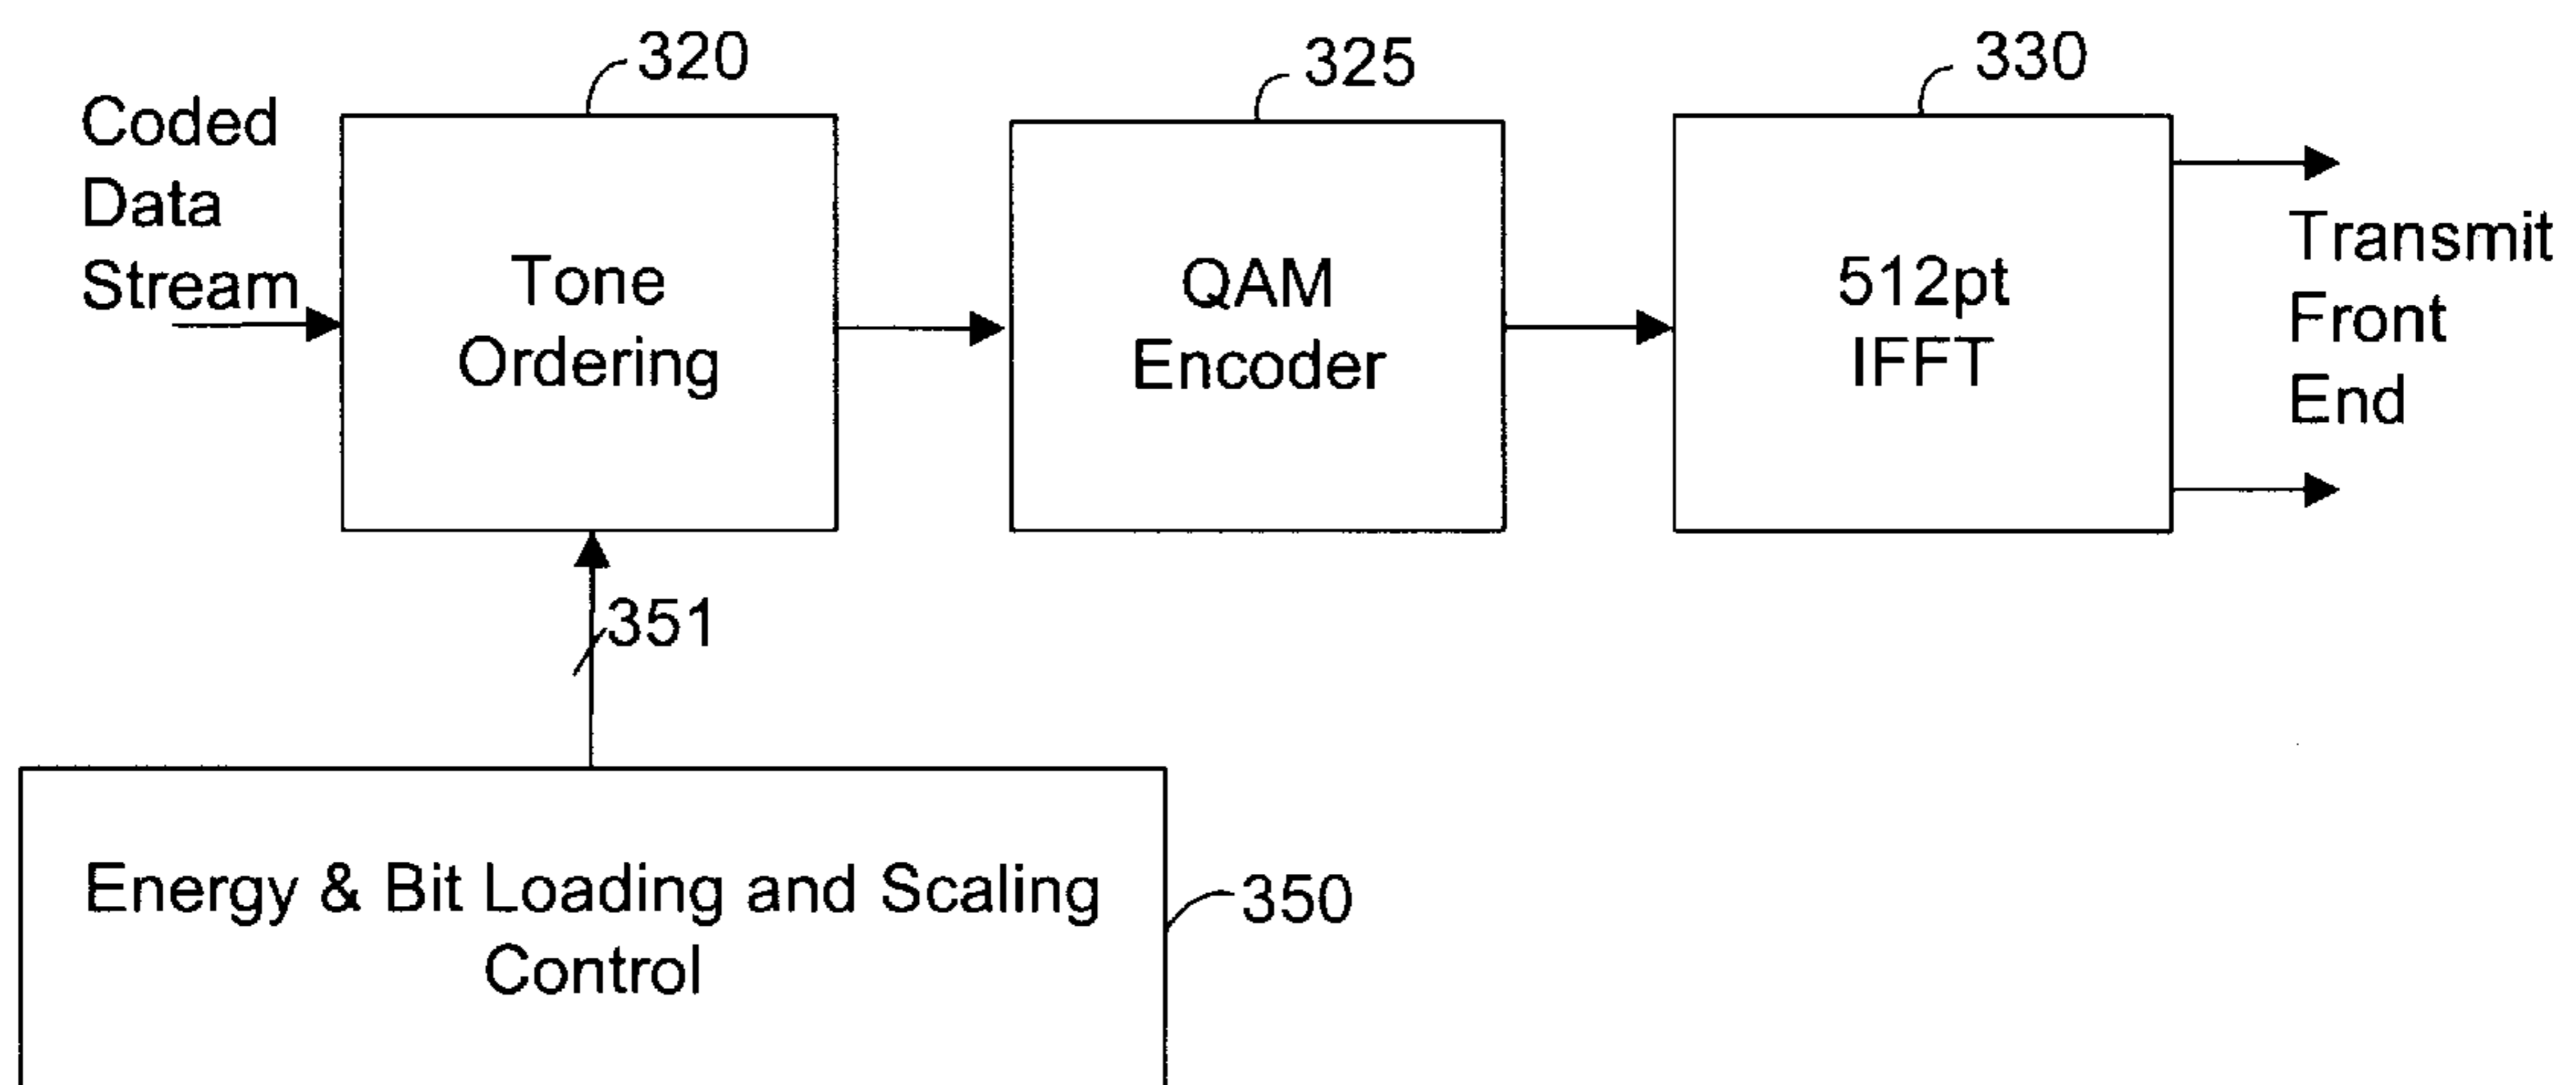 320
325
330
Coded
Data
Stream
Tone
Ordering
QAM
Encoder
512pt
IFFT
Transmit
Front
End
351
Energy & Bit Loading and Scaling
Control
350